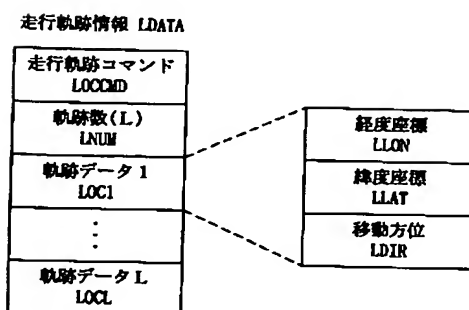 走行軌跡情報 LDATA
走行軌跡コマンド
LOCCMD
軌跡数(L)
LNUM
軌跡データ1
LOC1
⋮
軌跡データL
LOCL
経度座標
LLON
緯度座標
LLAT
移動方位
LDIR